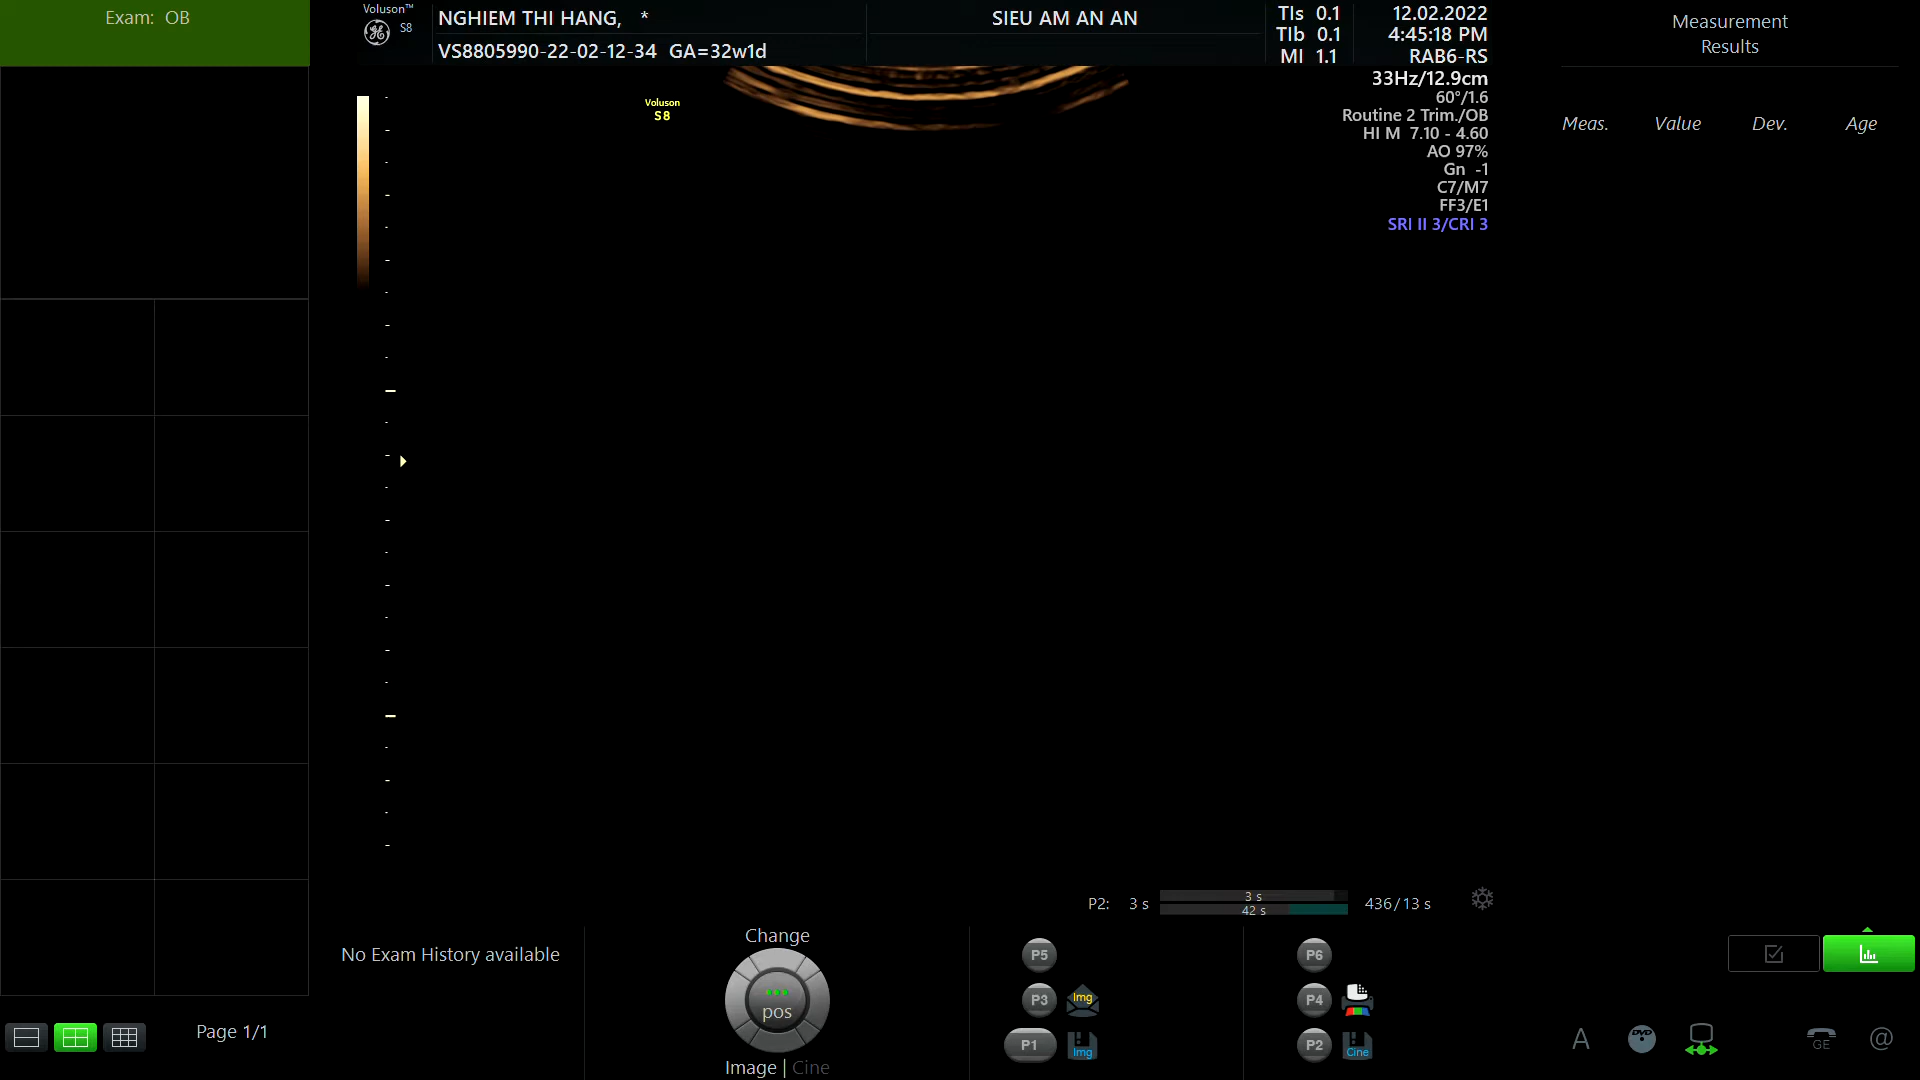 Exam: OB
Voluson™
S8
NGHIEM THI HANG, *
VS8805990-22-02-12-34 GA=32w1d
SIEU AM AN AN
TIs 0.1
TIb 0.1
MI 1.1
12.02.2022
4:45:18 PM
RAB6-RS
Measurement
Results
Meas. Value Dev. Age
Voluson
S8
33Hz/12.9cm
60°/1.6
Routine 2 Trim./OB
HI M 7.10 - 4.60
AO 97%
Gn -1
C7/M7
FF3/E1
SRI II 3/CRI 3
P2: 3 s
3 s
42 s
436/13 s
No Exam History available
Change
pos
Image | Cine
P5
P3 Img
P1 Img
P6
P4
P2 Cine
Page 1/1
A
DVD
GE
@